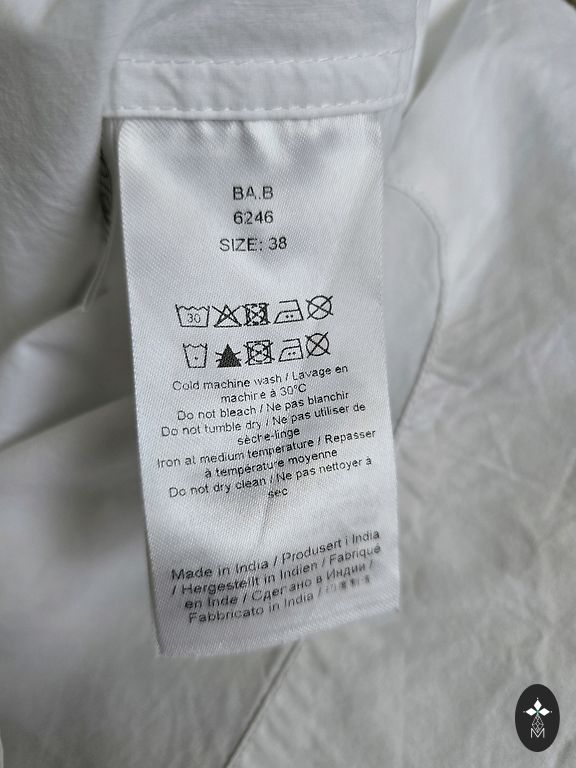 BA.B
6246
SIZE: 38
30
Cold machine wash / Lavage en
machine à 30°C
Do not bleach / Ne pas blanchir
Do not tumble dry / Ne pas utiliser de
sèche-linge
Iron at medium temperature / Repasser
à température moyenne
Do not dry clean / Ne pas nettoyer à
sec
Made in India / Produsert i India
/ Hergestellt in Indien / Fabriqué
en Inde / Сделано в Индии /
Fabbricato in India /
M